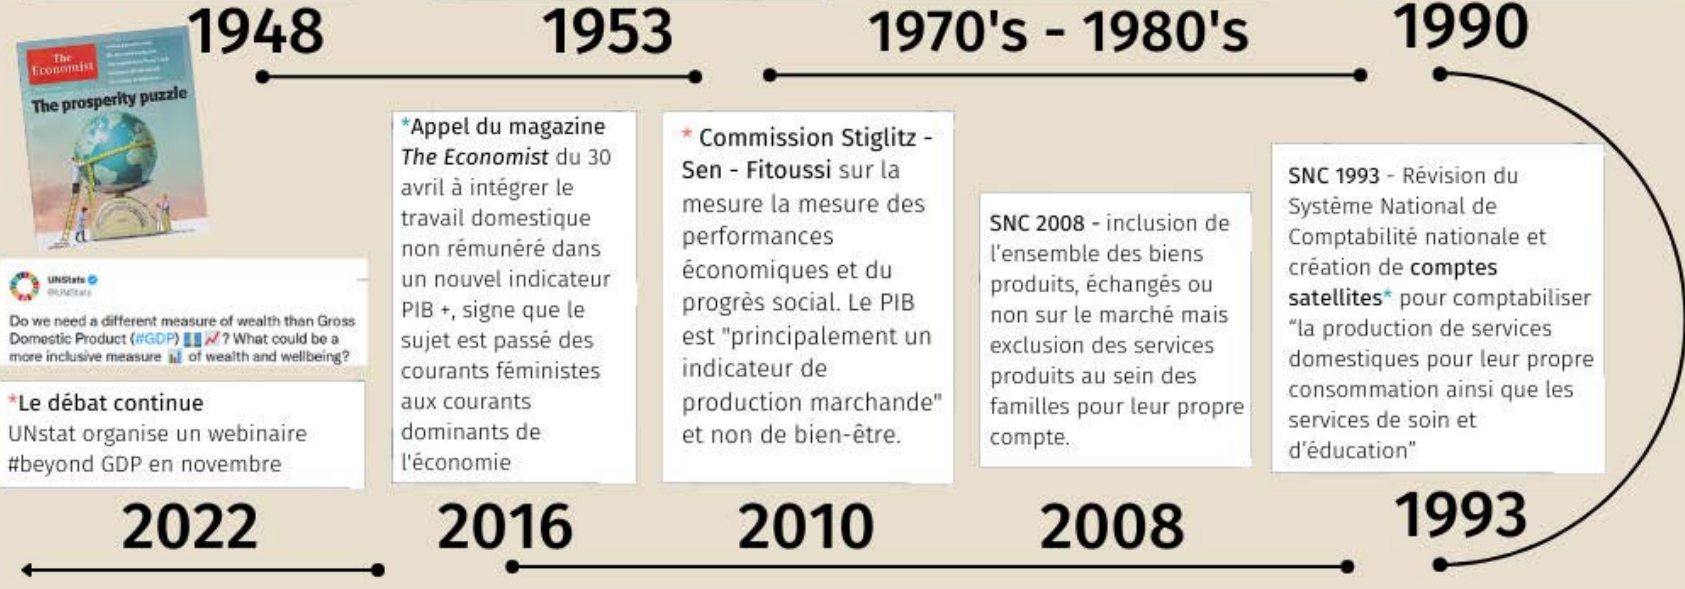 1948
1953
1970's - 1980's
1990
The
Economist
The prosperity puzzle
UNStats
@UNStats
Do we need a different measure of wealth than Gross
Domestic Product (#GDP) 📊📈? What could be a
more inclusive measure 📊 of wealth and wellbeing?
*Le débat continue
UNstat organise un webinaire
#beyond GDP en novembre
*Appel du magazine
The Economist du 30
avril à intégrer le
travail domestique
non rémunéré dans
un nouvel indicateur
PIB +, signe que le
sujet est passé des
courants féministes
aux courants
dominants de
l'économie
* Commission Stiglitz -
Sen - Fitoussi sur la
mesure la mesure des
performances
économiques et du
progrès social. Le PIB
est "principalement un
indicateur de
production marchande"
et non de bien-être.
SNC 2008 - inclusion de
l'ensemble des biens
produits, échangés ou
non sur le marché mais
exclusion des services
produits au sein des
familles pour leur propre
compte.
SNC 1993 - Révision du
Système National de
Comptabilité nationale et
création de comptes
satellites* pour comptabiliser
“la production de services
domestiques pour leur propre
consommation ainsi que les
services de soin et
d'éducation”
2022
2016
2010
2008
1993